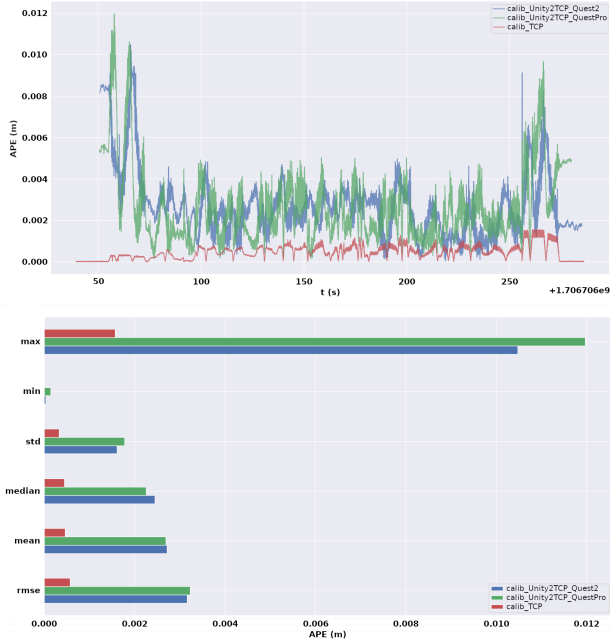 0.012
0.010
0.008
0.006
0.004
0.002
0.000
APE (m)
calib_Unity2TCP_Quest2
calib_Unity2TCP_QuestPro
calib_TCP
50
100
150
200
250
t (s)
+1.706706e9
max
min
std
median
mean
rmse
calib_Unity2TCP_Quest2
calib_Unity2TCP_QuestPro
calib_TCP
0.000
0.002
0.004
0.006
0.008
0.010
0.012
APE (m)